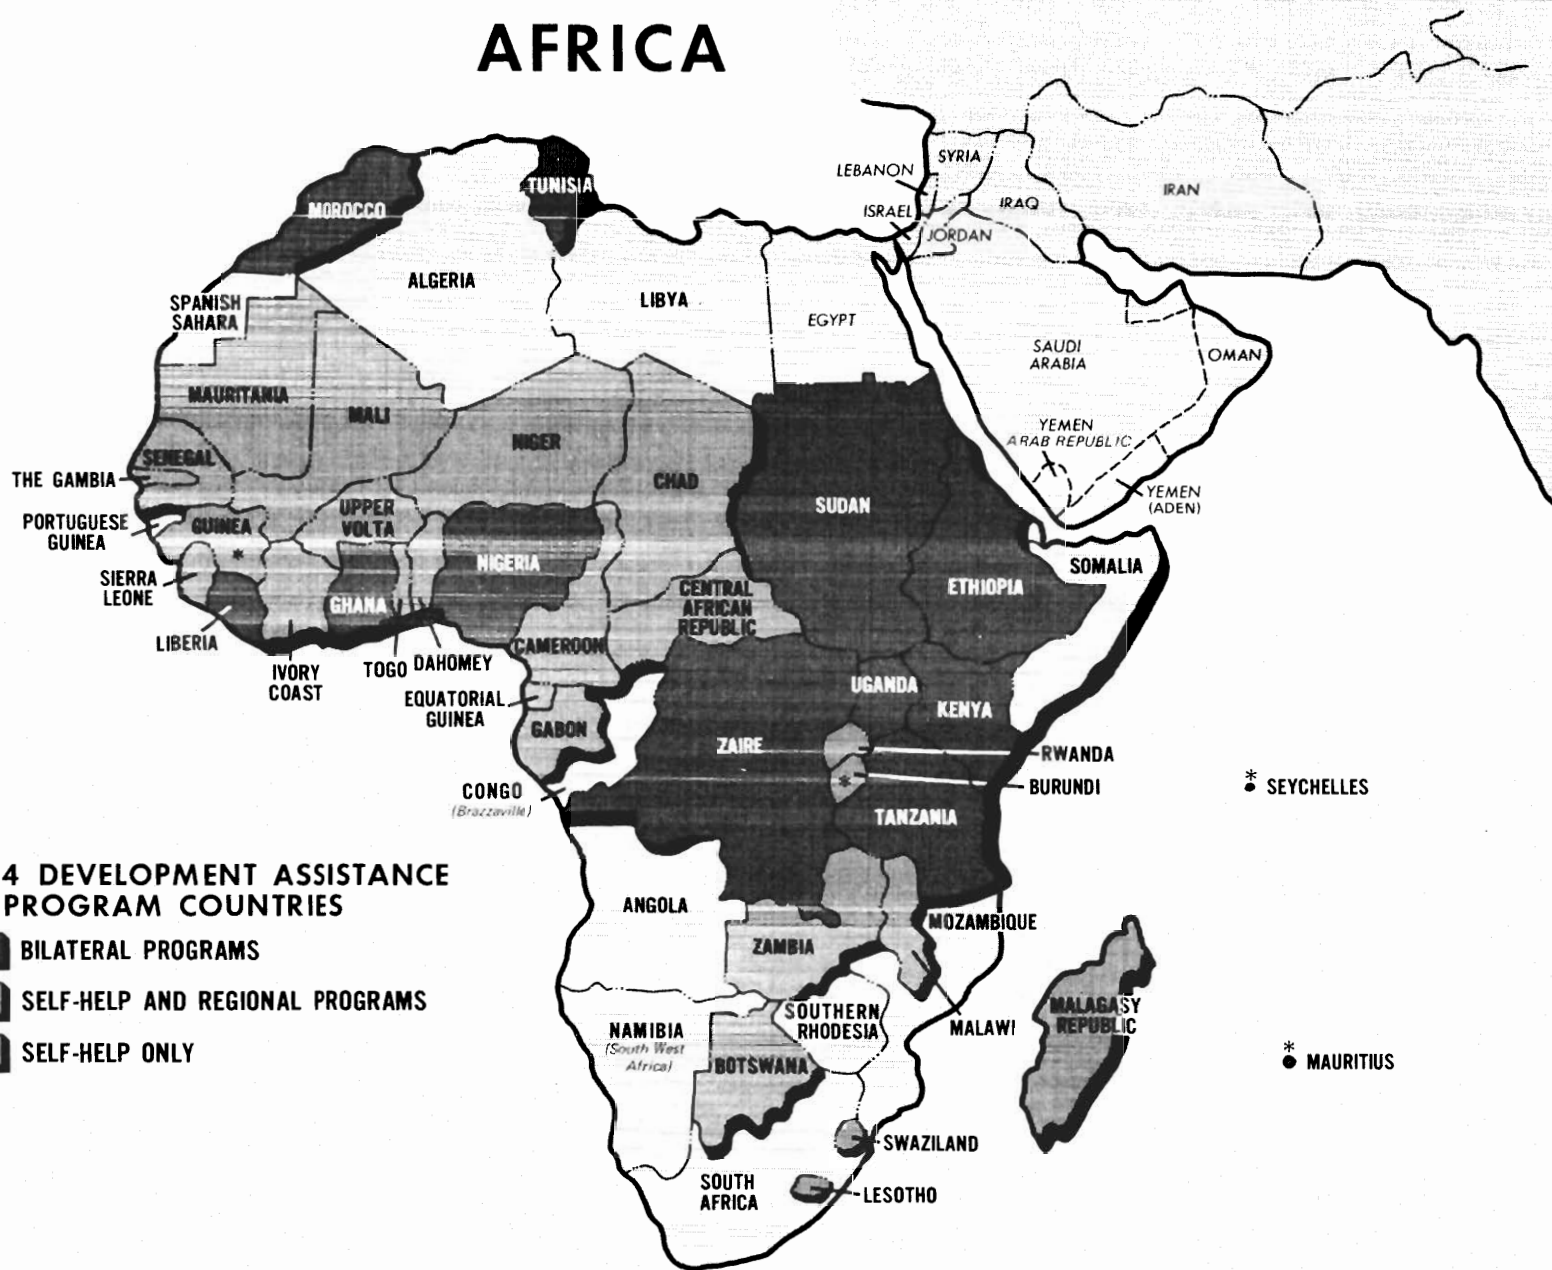 AFRICA
SYRIA
LEBANON
IRAN
IRAQ
ISRAEL
JORDAN
TUNISIA
MOROCCO
ALGERIA
LIBYA
EGYPT
SPANISH
SAHARA
SAUDI
ARABIA
OMAN
MAURITANIA
MALI
NIGER
CHAD
SUDAN
YEMEN
ARAB REPUBLIC
YEMEN
(ADEN)
SENEGAL
THE GAMBIA
UPPER
VOLTA
PORTUGUESE
GUINEA
GUINEA
*
NIGERIA
SOMALIA
ETHIOPIA
SIERRA
LEONE
GHANA
CENTRAL
AFRICAN
REPUBLIC
LIBERIA
IVORY
COAST
TOGO
DAHOMEY
CAMEROON
EQUATORIAL
GUINEA
GABON
UGANDA
KENYA
ZAIRE
RWANDA
BURUNDI
*
CONGO
(Brazzaville)
TANZANIA
*
SEYCHELLES
4 DEVELOPMENT ASSISTANCE
PROGRAM COUNTRIES
BILATERAL PROGRAMS
SELF-HELP AND REGIONAL PROGRAMS
SELF-HELP ONLY
ANGOLA
ZAMBIA
MOZAMBIQUE
MALAWI
MALAGASY
REPUBLIC
NAMIBIA
(South West
Africa)
SOUTHERN
RHODESIA
BOTSWANA
*
MAURITIUS
SWAZILAND
SOUTH
AFRICA
LESOTHO